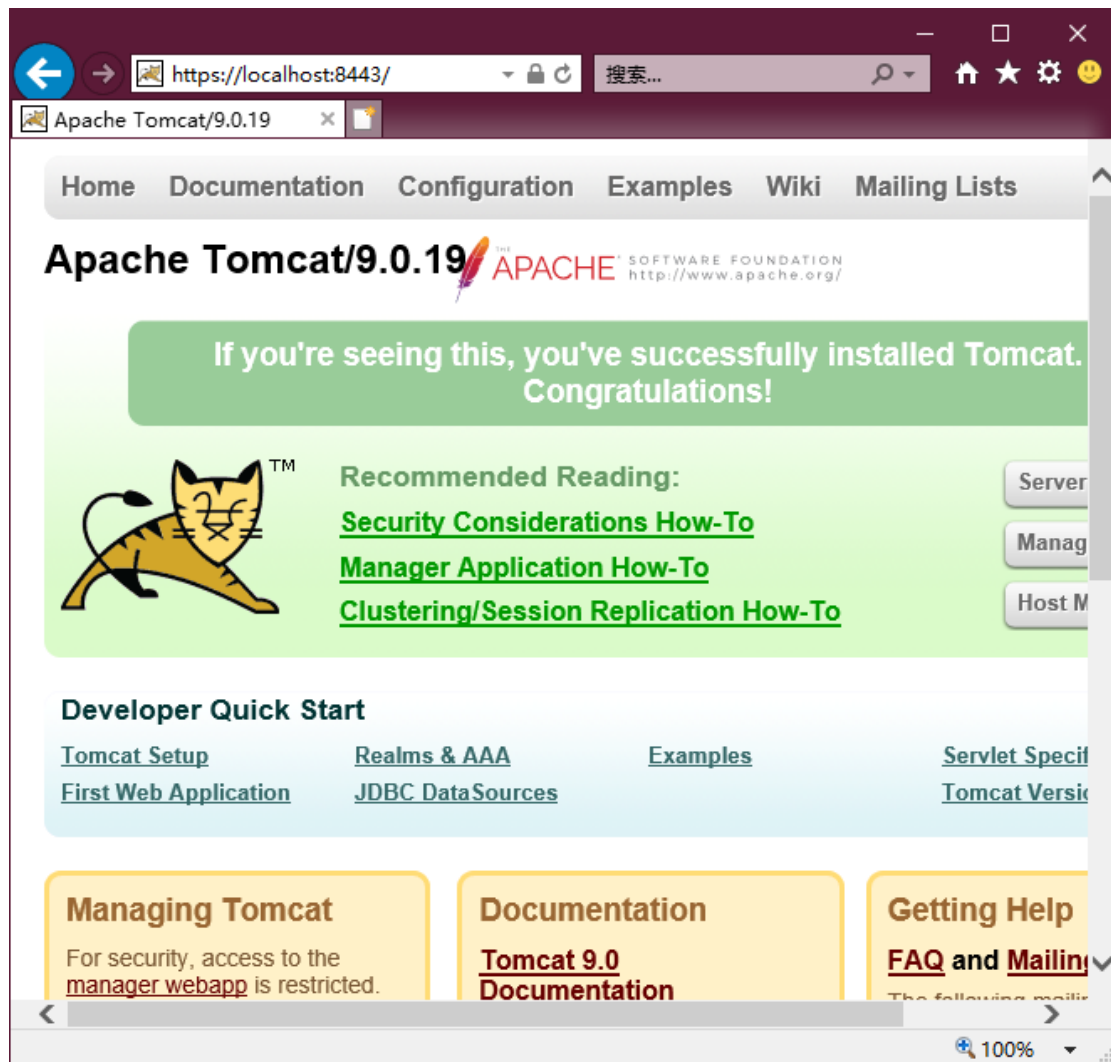 https://localhost:8443/
搜索...
Apache Tomcat/9.0.19
Home Documentation Configuration Examples Wiki Mailing Lists
Apache Tomcat/9.0.19
THE
APACHE® SOFTWARE FOUNDATION
http://www.apache.org/
If you're seeing this, you've successfully installed Tomcat.
Congratulations!
TM
Recommended Reading:
Security Considerations How-To
Manager Application How-To
Clustering/Session Replication How-To
Server
Manag
Host M
Developer Quick Start
Tomcat Setup Realms & AAA Examples Servlet Specif
First Web Application JDBC DataSources Tomcat Versio
Managing Tomcat
For security, access to the
manager webapp is restricted.
Documentation
Tomcat 9.0
Documentation
Getting Help
FAQ and Mailing
The following mailin
100%